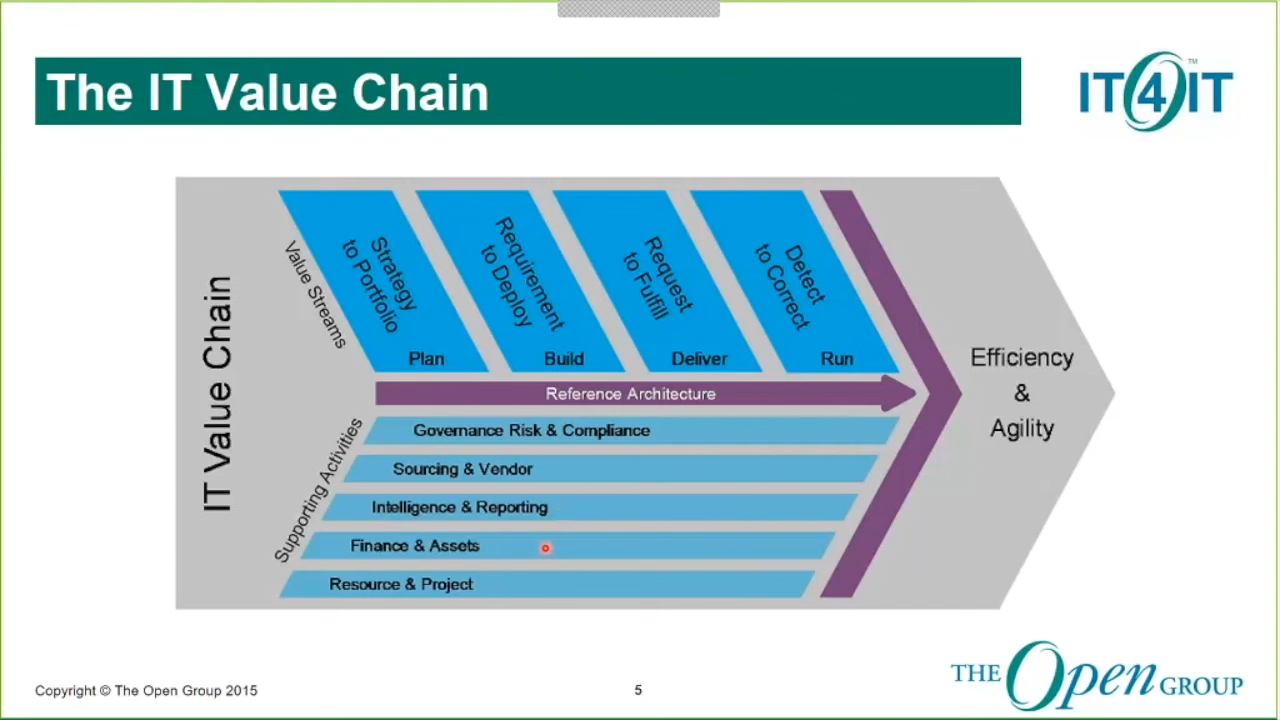 The IT Value Chain
IT4IT™
IT Value Chain
Value Streams
Strategy
to Portfolio
Plan
Requirement
to Deploy
Build
Request
to Fulfill
Deliver
Detect
to Correct
Run
Reference Architecture
Efficiency
&
Agility
Supporting Activities
Governance Risk & Compliance
Sourcing & Vendor
Intelligence & Reporting
Finance & Assets
Resource & Project
Copyright © The Open Group 2015
5
THE Open GROUP